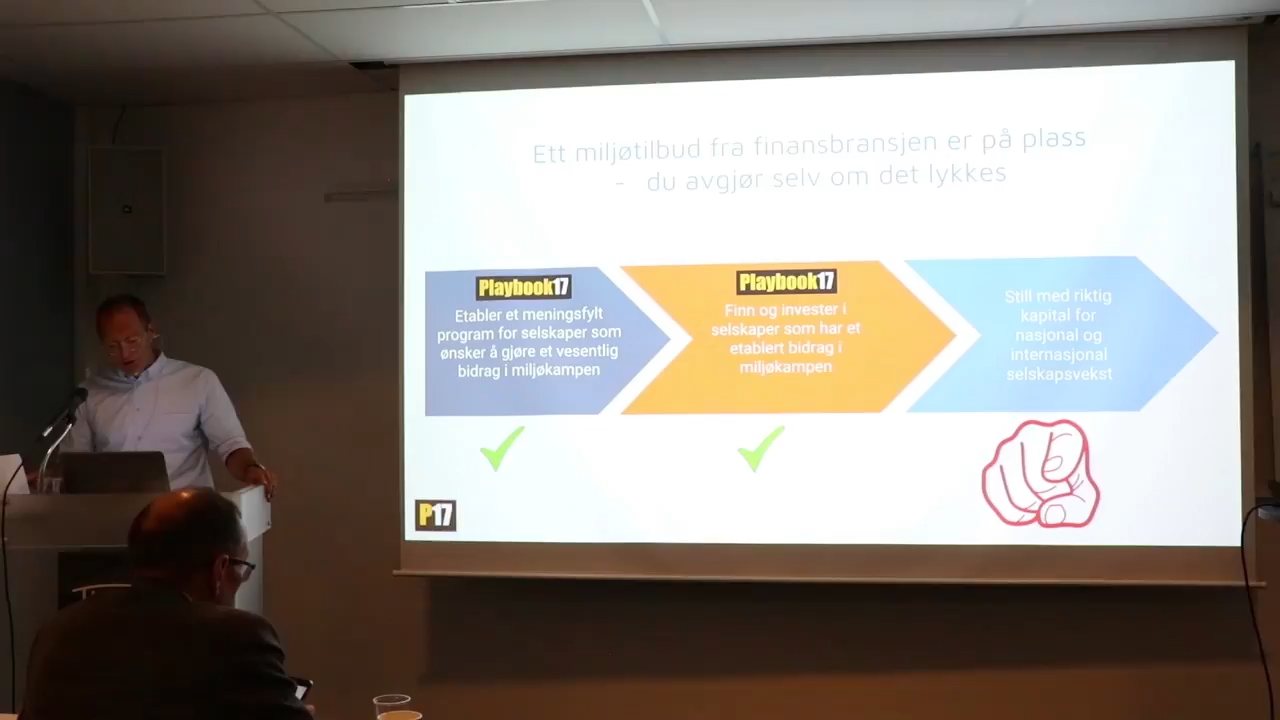 Ett miljøtilbud fra finansbransjen er på plass
- du avgjør selv om det lykkes
Playbook17
Etabler et meningsfylt
program for selskaper som
ønsker å gjøre et vesentlig
bidrag i miljøkampen
Playbook17
Finn og invester i
selskaper som har et
etablert bidrag i
miljøkampen
Still med riktig
kapital for
nasjonal og
internasjonal
selskapsvekst
P17